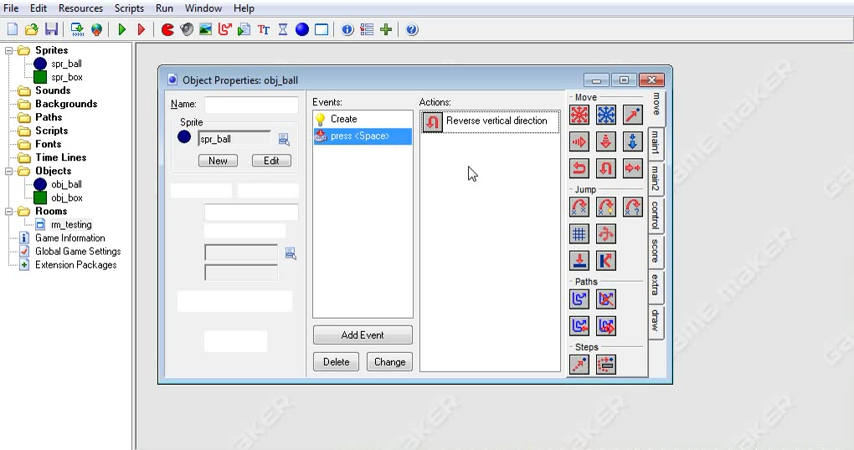 File Edit Resources Scripts Run Window Help
Sprites
spr_ball
spr_box
Sounds
Backgrounds
Paths
Scripts
Fonts
Time Lines
Objects
obj_ball
obj_box
Rooms
rm_testing
Game Information
Global Game Settings
Extension Packages
Object Properties: obj_ball
Name:
Sprite
spr_ball
New Edit
Events:
Create
press <Space>
Add Event
Delete Change
Actions:
Reverse vertical direction
Move
Jump
Paths
Steps
move
main1
main2
control
score
extra
draw
GAME MAKER